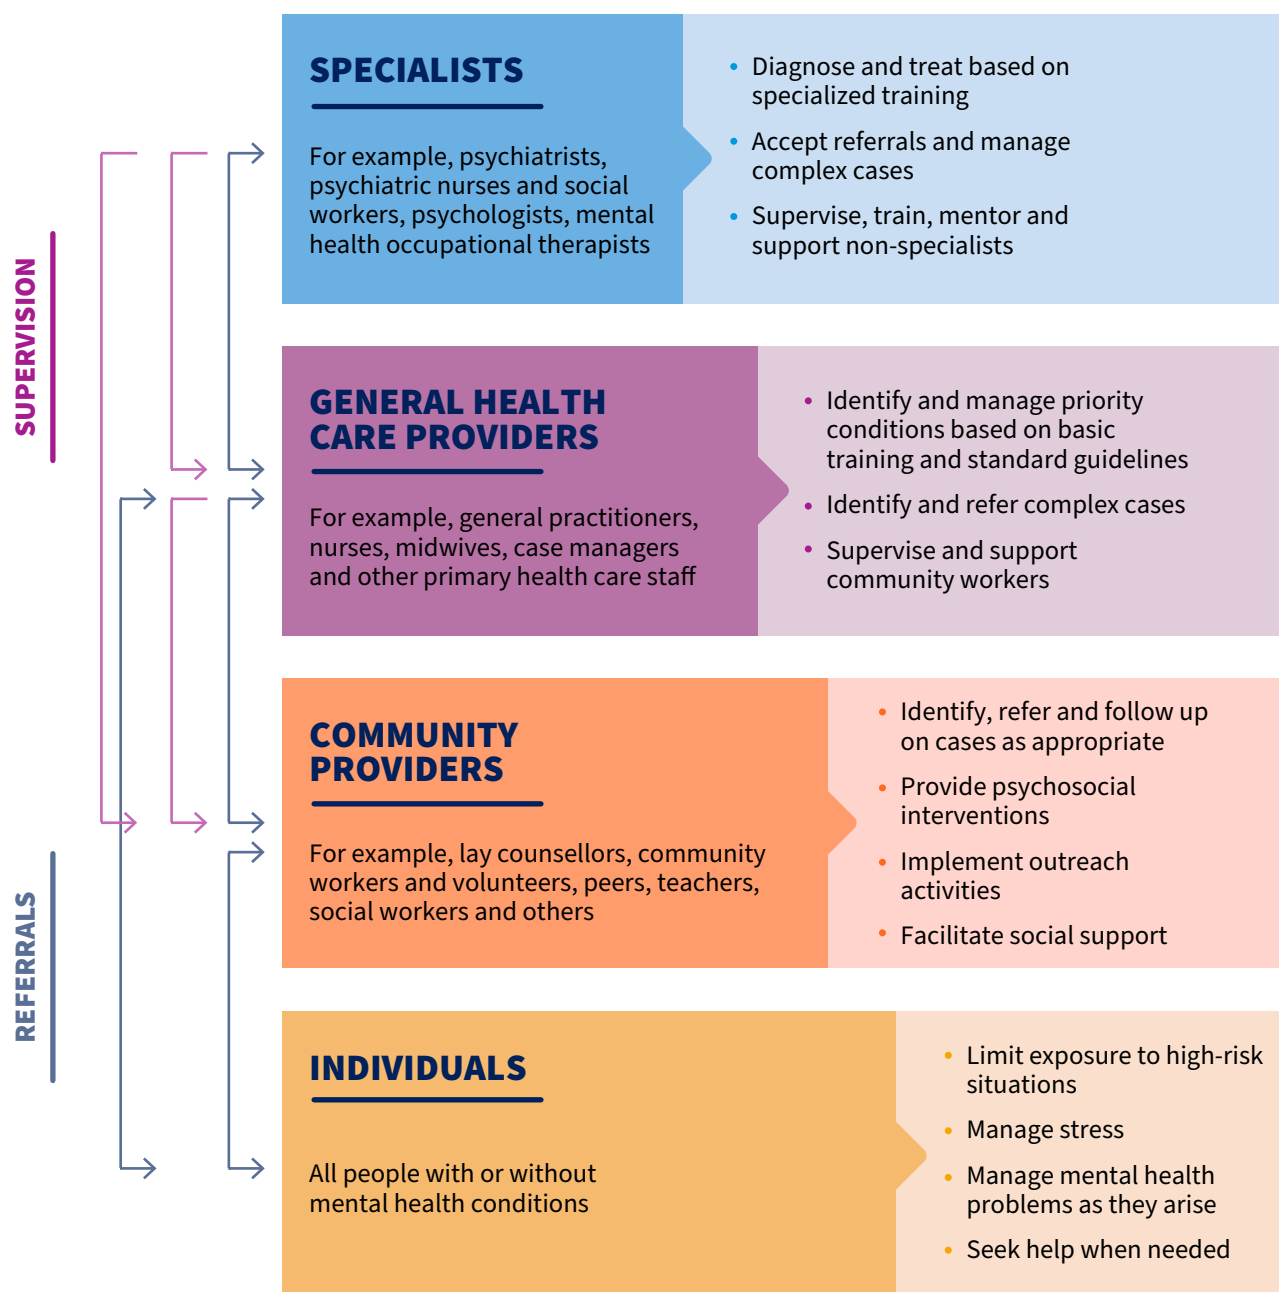 SUPERVISION
REFERRALS
SPECIALISTS
For example, psychiatrists,
psychiatric nurses and social
workers, psychologists, mental
health occupational therapists
• Diagnose and treat based on
specialized training
• Accept referrals and manage
complex cases
• Supervise, train, mentor and
support non-specialists
GENERAL HEALTH
CARE PROVIDERS
For example, general practitioners,
nurses, midwives, case managers
and other primary health care staff
• Identify and manage priority
conditions based on basic
training and standard guidelines
• Identify and refer complex cases
• Supervise and support
community workers
COMMUNITY
PROVIDERS
For example, lay counsellors, community
workers and volunteers, peers, teachers,
social workers and others
• Identify, refer and follow up
on cases as appropriate
• Provide psychosocial
interventions
• Implement outreach
activities
• Facilitate social support
INDIVIDUALS
All people with or without
mental health conditions
• Limit exposure to high-risk
situations
• Manage stress
• Manage mental health
problems as they arise
• Seek help when needed